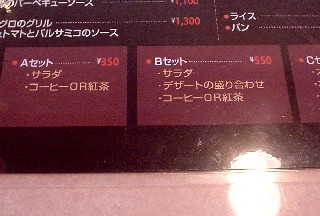 のバーベキューソース ¥1,100
グロのグリル ¥1,300
トマトとバルサミコのソース
・ライス
・パン
Aセット ¥350
・サラダ
・コーヒーOR紅茶
Bセット ¥550
・サラダ
・デザートの盛り合わせ
・コーヒーOR紅茶
Cセ